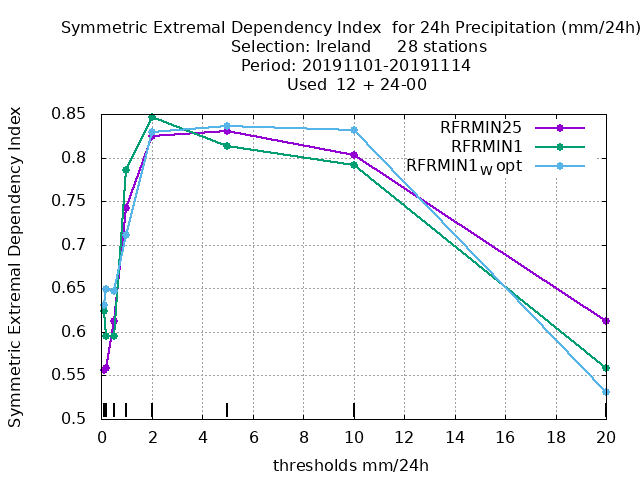 Symmetric Extremal Dependency Index  for 24h Precipitation (mm/24h)
Selection: Ireland     28 stations
Period: 20191101-20191114
Used  12 + 24-00
Symmetric Extremal Dependency Index
0.85
0.8
0.75
0.7
0.65
0.6
0.55
0.5
RFRMIN25
RFRMIN1
RFRMIN1w opt
0 2 4 6 8 10 12 14 16 18 20
thresholds mm/24h